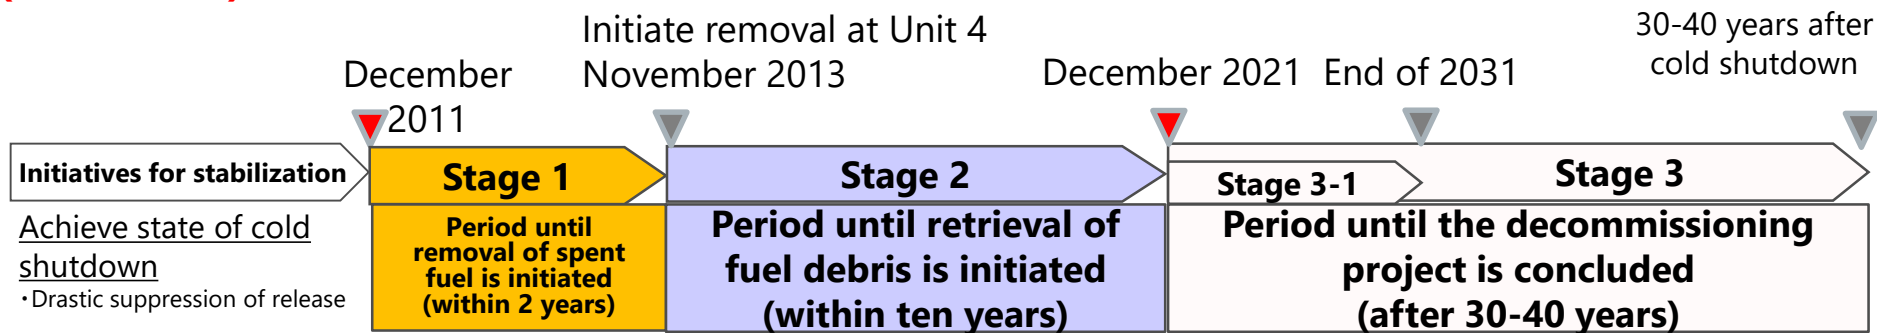 Initiate removal at Unit 4
November 2013
December
2011
December 2021
End of 2031
30-40 years after
cold shutdown
Initiatives for stabilization
Stage 1
Stage 2
Stage 3-1
Stage 3
Achieve state of cold
shutdown
・Drastic suppression of release
Period until
removal of spent
fuel is initiated
(within 2 years)
Period until retrieval of
fuel debris is initiated
(within ten years)
Period until the decommissioning
project is concluded
(after 30-40 years)